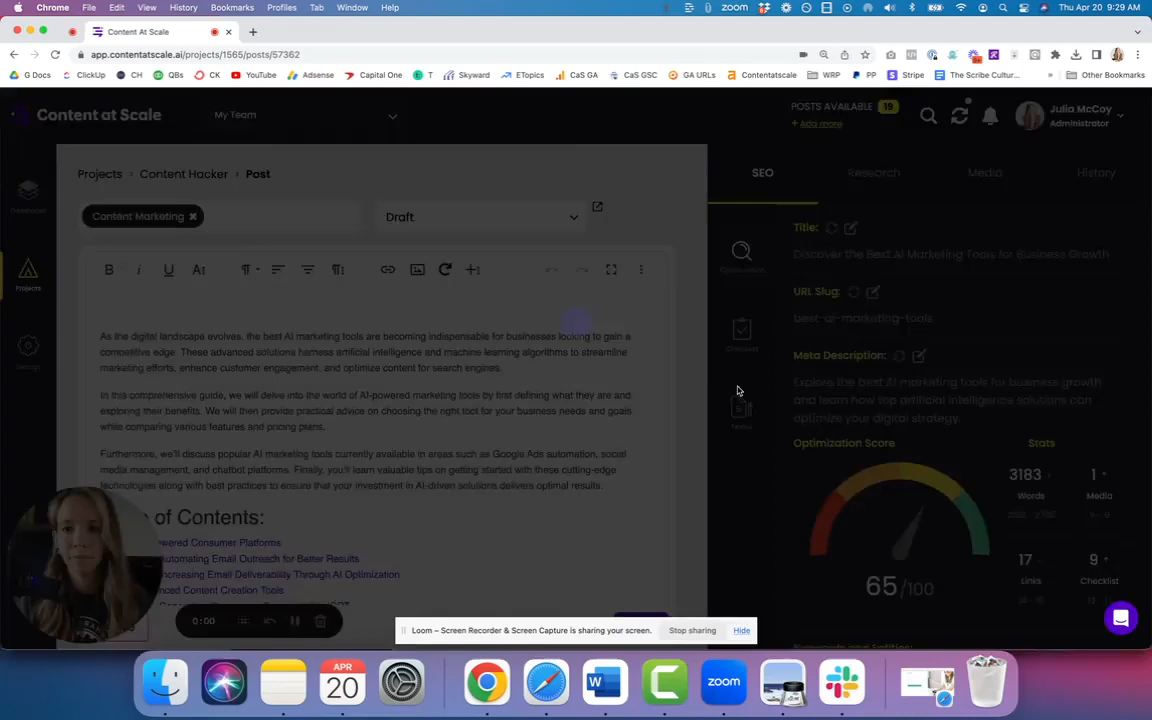 Chrome File Edit View History Bookmarks Profiles Tab Window Help
zoom
Thu Apr 20 9:29 AM
Content At Scale
app.contentatscale.ai/projects/1565/posts/57362
G Docs ClickUp CH QBs CK YouTube Adsense Capital One T Skyward ETopics CaS GA CaS GSC GA URLs Contentatscale WRP PP Stripe The Scribe Cultur... Other Bookmarks
Content at Scale
My Team
POSTS AVAILABLE 19
+ Add more
Julia McCoy
Administrator
Projects › Content Hacker › Post
SEO Research Media History
Content Marketing ×
Draft
Dashboard
Projects
Settings
Title:
Discover the Best AI Marketing Tools for Business Growth
Optimization
URL Slug:
best-ai-marketing-tools
Checklist
Meta Description:
Explore the best AI marketing tools for business growth
and learn how top artificial intelligence solutions can
optimize your digital strategy.
Notes
As the digital landscape evolves, the best AI marketing tools are becoming indispensable for businesses looking to gain a
competitive edge. These advanced solutions harness artificial intelligence and machine learning algorithms to streamline
marketing efforts, enhance customer engagement, and optimize content for search engines.
In this comprehensive guide, we will delve into the world of AI-powered marketing tools by first defining what they are and
exploring their benefits. We will then provide practical advice on choosing the right tool for your business needs and goals
while comparing various features and pricing plans.
Furthermore, we'll discuss popular AI marketing tools currently available in areas such as Google Ads automation, social
media management, and chatbot platforms. Finally, you'll learn valuable tips on getting started with these cutting-edge
technologies along with best practices to ensure that your investment in AI-driven solutions delivers optimal results.
of Contents:
owered Consumer Platforms
utomating Email Outreach for Better Results
ncreasing Email Deliverability Through AI Optimization
nced Content Creation Tools
Optimization Score
Stats
3183
Words
1
Media
17
Links
9
Checklist
65/100
0:00
Loom – Screen Recorder & Screen Capture is sharing your screen.
Stop sharing
Hide
APR
20
zoom